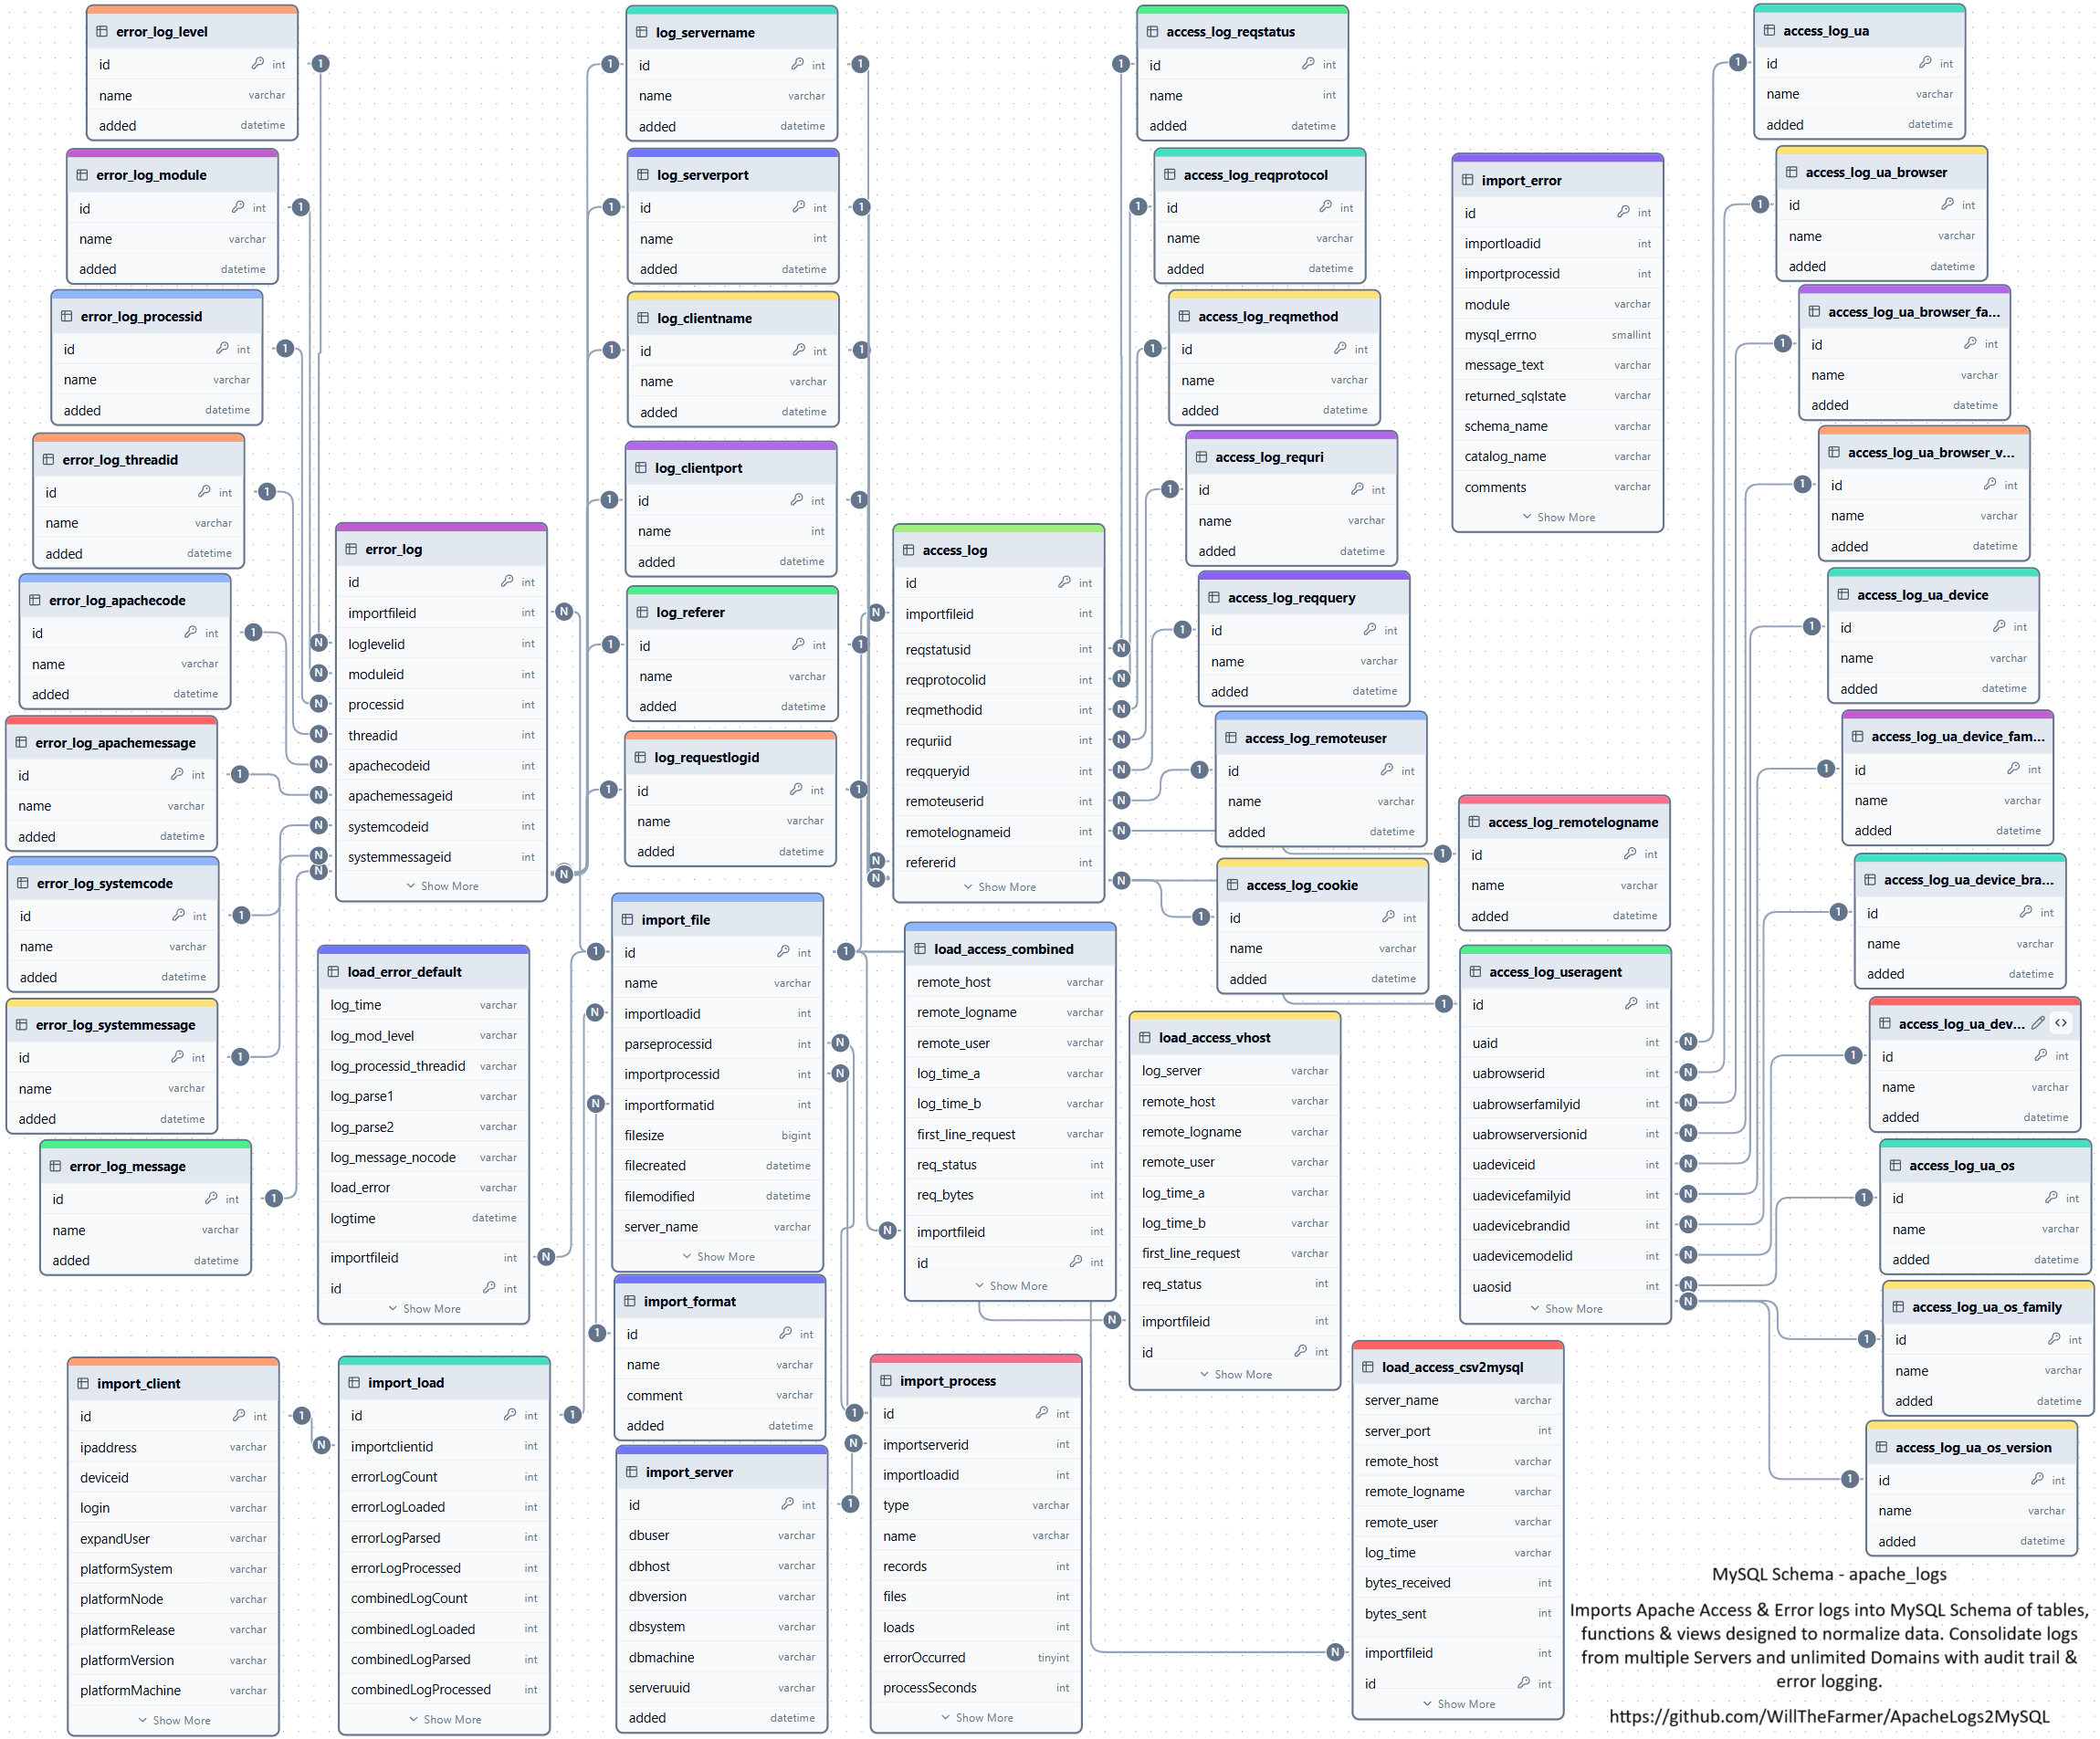 error_log_level
id int
name varchar
added datetime
error_log_module
id int
name varchar
added datetime
error_log_processid
id int
name varchar
added datetime
error_log_threadid
id int
name varchar
added datetime
error_log_apachecode
id int
name varchar
added datetime
error_log_apachemessage
id int
name varchar
added datetime
error_log_systemcode
id int
name varchar
added datetime
error_log_systemmessage
id int
name varchar
added datetime
error_log_message
id int
name varchar
added datetime
error_log
id int
importfileid int
loglevelid int
moduleid int
processid int
threadid int
apachecodeid int
apachemessageid int
systemcodeid int
systemmessageid int
Show More
load_error_default
log_time varchar
log_mod_level varchar
log_processid_threadid varchar
log_parse1 varchar
log_parse2 varchar
log_message_nocode varchar
load_error varchar
logtime datetime
importfileid int
id int
Show More
import_client
id int
ipaddress varchar
deviceid varchar
login varchar
expandUser varchar
platformSystem varchar
platformNode varchar
platformRelease varchar
platformVersion varchar
platformMachine varchar
Show More
import_load
id int
importclientid int
errorLogCount int
errorLogLoaded int
errorLogParsed int
errorLogProcessed int
combinedLogCount int
combinedLogLoaded int
combinedLogParsed int
combinedLogProcessed int
Show More
log_servername
id int
name varchar
added datetime
log_serverport
id int
name int
added datetime
log_clientname
id int
name varchar
added datetime
log_clientport
id int
name int
added datetime
log_referer
id int
name varchar
added datetime
log_requestlogid
id int
name varchar
added datetime
import_file
id int
name varchar
importloadid int
parseprocessid int
importprocessid int
importformatid int
filesize bigint
filecreated datetime
filemodified datetime
server_name varchar
Show More
import_format
id int
name varchar
comment varchar
added datetime
import_server
id int
dbuser varchar
dbhost varchar
dbversion varchar
dbsystem varchar
dbmachine varchar
serveruuid varchar
added datetime
access_log
id int
importfileid int
reqstatusid int
reqprotocolid int
reqmethodid int
requriid int
reqqueryid int
remoteuserid int
remotelognameid int
refererid int
Show More
load_access_combined
remote_host varchar
remote_logname varchar
remote_user varchar
log_time_a varchar
log_time_b varchar
first_line_request varchar
req_status int
req_bytes int
importfileid int
id int
Show More
import_process
id int
importserverid int
importloadid int
type varchar
name varchar
records int
files int
loads int
errorOccurred tinyint
processSeconds int
Show More
access_log_reqstatus
id int
name int
added datetime
access_log_reqprotocol
id int
name varchar
added datetime
access_log_reqmethod
id int
name varchar
added datetime
access_log_requri
id int
name varchar
added datetime
access_log_reqquery
id int
name varchar
added datetime
access_log_remoteuser
id int
name varchar
added datetime
access_log_cookie
id int
name varchar
added datetime
load_access_vhost
log_server varchar
remote_host varchar
remote_logname varchar
remote_user varchar
log_time_a varchar
log_time_b varchar
first_line_request varchar
req_status int
importfileid int
id int
Show More
import_error
id int
importloadid int
importprocessid int
module varchar
mysql_errno smallint
message_text varchar
returned_sqlstate varchar
schema_name varchar
catalog_name varchar
comments varchar
Show More
access_log_remotelogname
id int
name varchar
added datetime
access_log_useragent
id int
uaid int
uabrowserid int
uabrowserfamilyid int
uabrowserversionid int
uadeviceid int
uadevicefamilyid int
uadevicebrandid int
uadevicemodelid int
uaosid int
Show More
load_access_csv2mysql
server_name varchar
server_port int
remote_host varchar
remote_logname varchar
remote_user varchar
log_time varchar
bytes_received int
bytes_sent int
importfileid int
id int
Show More
access_log_ua
id int
name varchar
added datetime
access_log_ua_browser
id int
name varchar
added datetime
access_log_ua_browser_fa...
id int
name varchar
added datetime
access_log_ua_browser_v...
id int
name varchar
added datetime
access_log_ua_device
id int
name varchar
added datetime
access_log_ua_device_fam...
id int
name varchar
added datetime
access_log_ua_device_bra...
id int
name varchar
added datetime
access_log_ua_dev...
id int
name varchar
added datetime
access_log_ua_os
id int
name varchar
added datetime
access_log_ua_os_family
id int
name varchar
added datetime
access_log_ua_os_version
id int
name varchar
added datetime
MySQL Schema - apache_logs
Imports Apache Access & Error logs into MySQL Schema of tables,
functions & views designed to normalize data. Consolidate logs
from multiple Servers and unlimited Domains with audit trail &
error logging.
https://github.com/WillTheFarmer/ApacheLogs2MySQL